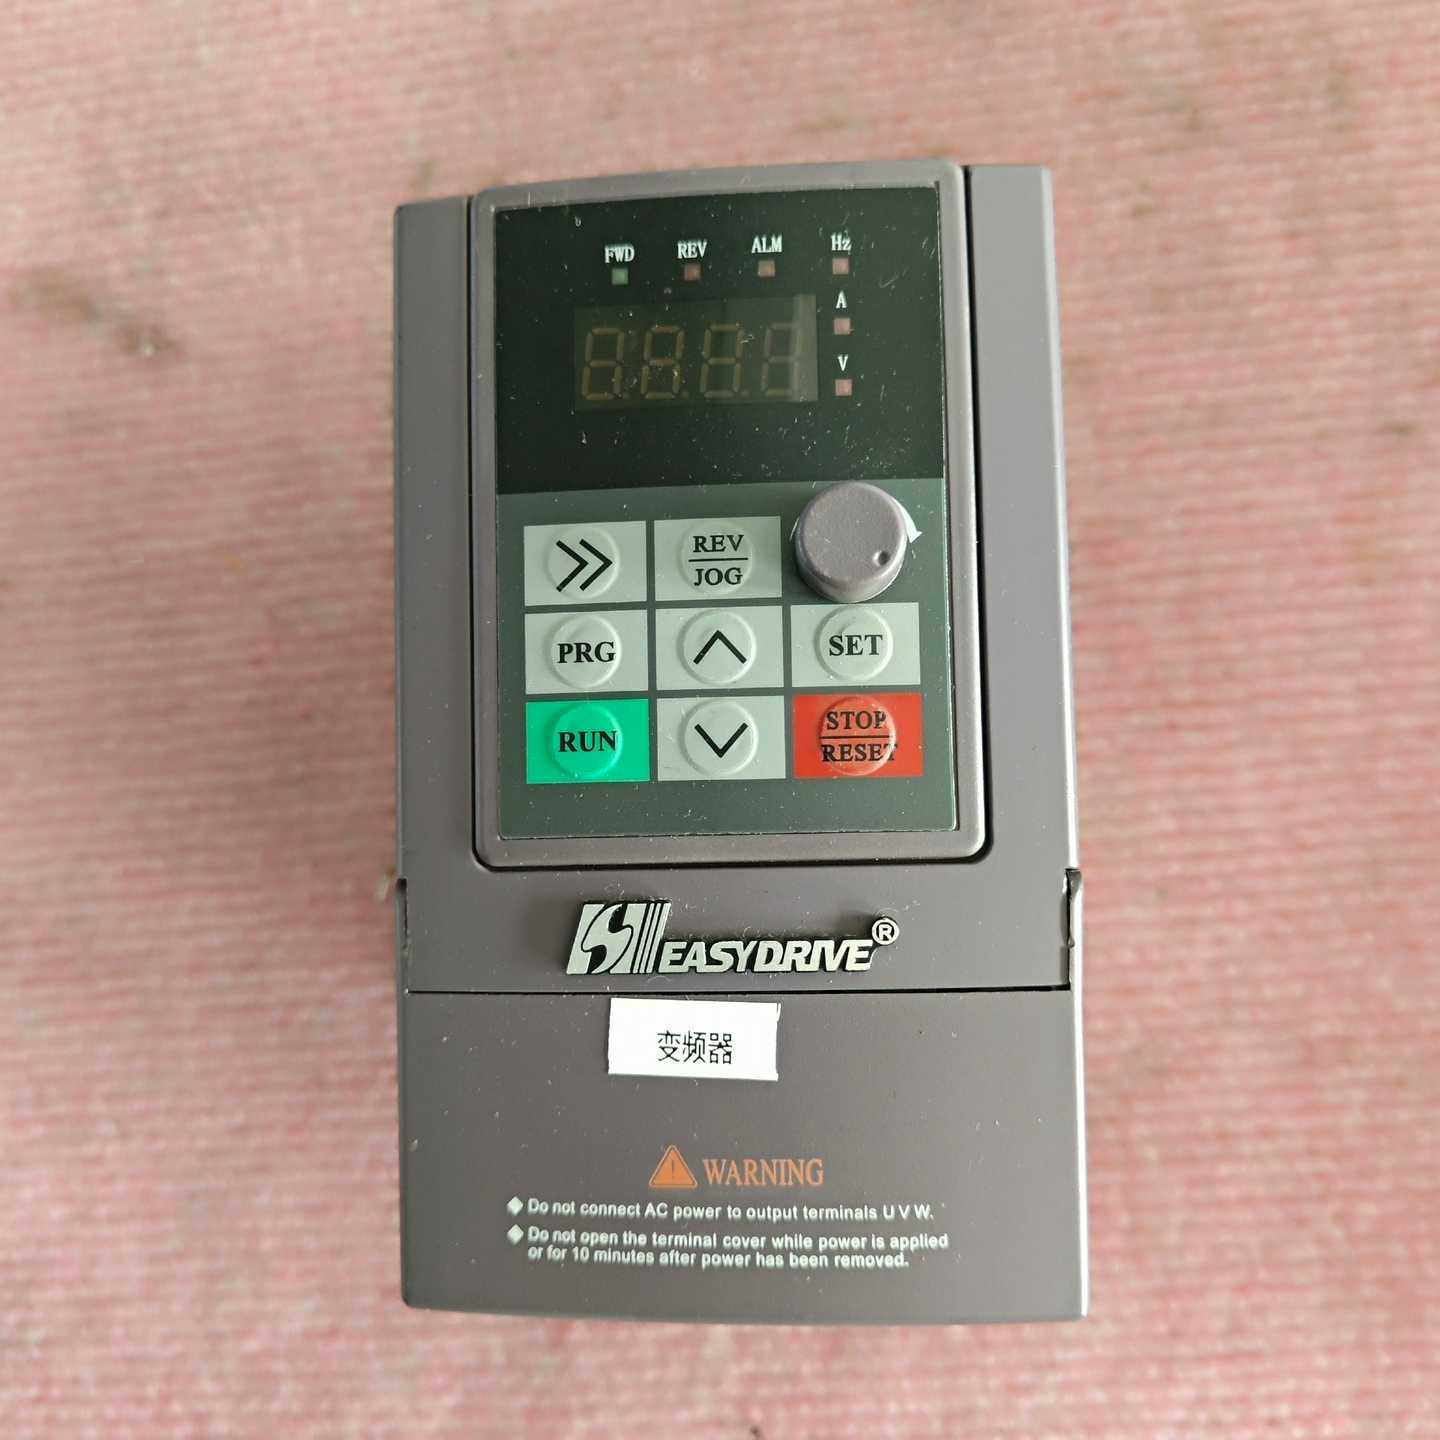 FWD REV ALM Hz
A
V
REV
JOG
PRG SET
RUN STOP
RESET
EASYDRIVE®
变频器
WARNING
Do not connect AC power to output terminals U V W.
Do not open the terminal cover while power is applied
or for 10 minutes after power has been removed.